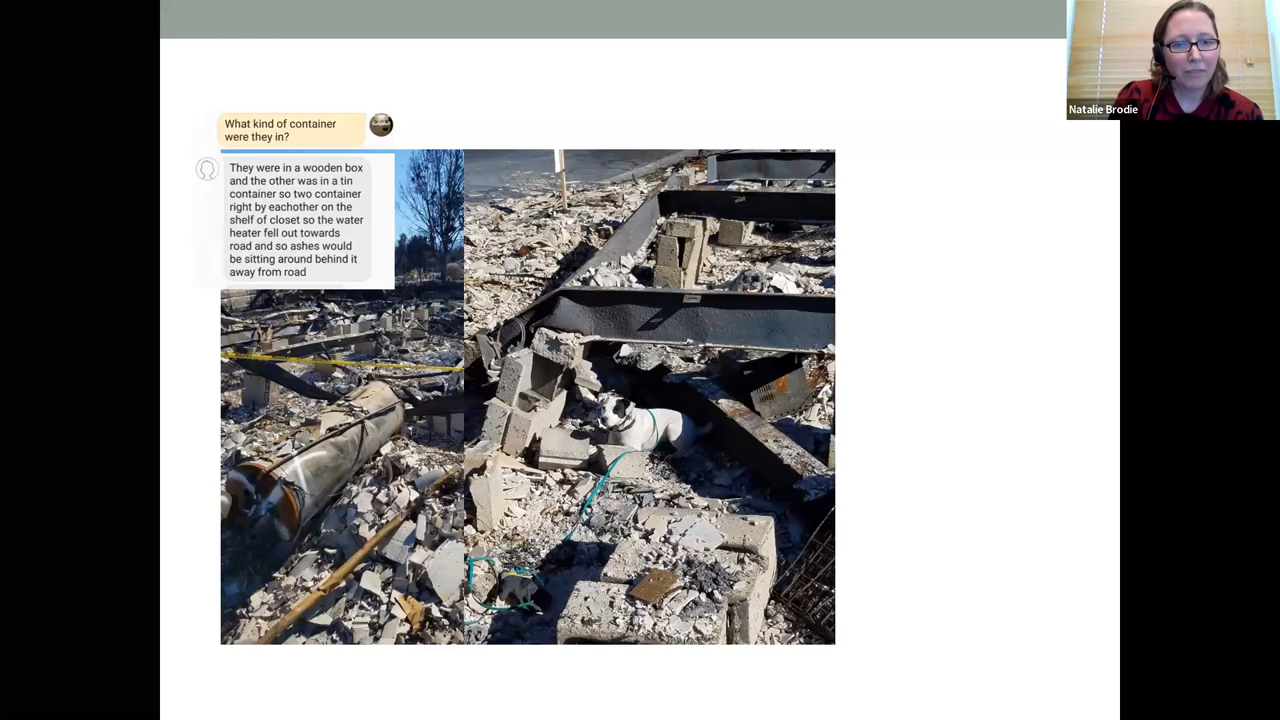 Natalie Brodie
What kind of container
were they in?
They were in a wooden box
and the other was in a tin
container so two container
right by eachother on the
shelf of closet so the water
heater fell out towards
road and so ashes would
be sitting around behind it
away from road